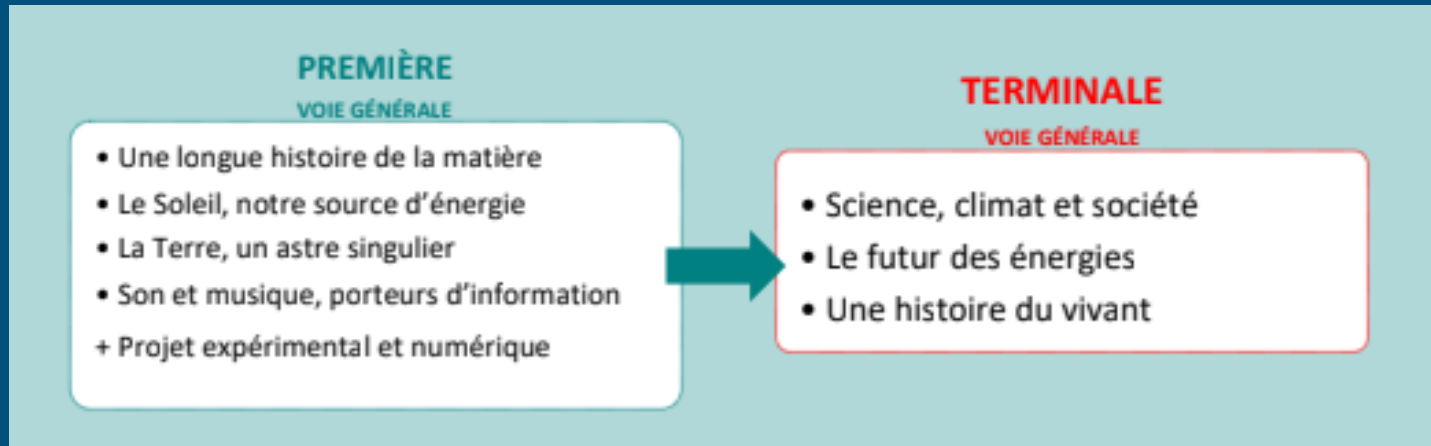 PREMIÈRE
VOIE GÉNÉRALE
• Une longue histoire de la matière
• Le Soleil, notre source d'énergie
• La Terre, un astre singulier
• Son et musique, porteurs d'information
+ Projet expérimental et numérique
TERMINALE
VOIE GÉNÉRALE
• Science, climat et société
• Le futur des énergies
• Une histoire du vivant